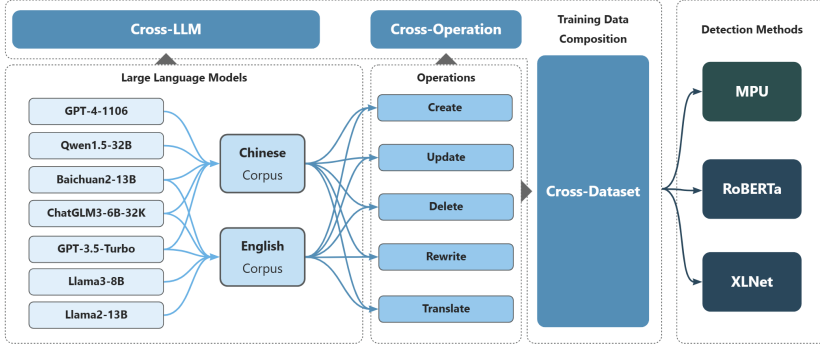 Cross-LLM
Cross-Operation
Training Data
Composition
Detection Methods
Large Language Models
Operations
GPT-4-1106
Qwen1.5-32B
Baichuan2-13B
ChatGLM3-6B-32K
GPT-3.5-Turbo
Llama3-8B
Llama2-13B
Chinese
Corpus
English
Corpus
Create
Update
Delete
Rewrite
Translate
Cross-Dataset
MPU
RoBERTa
XLNet